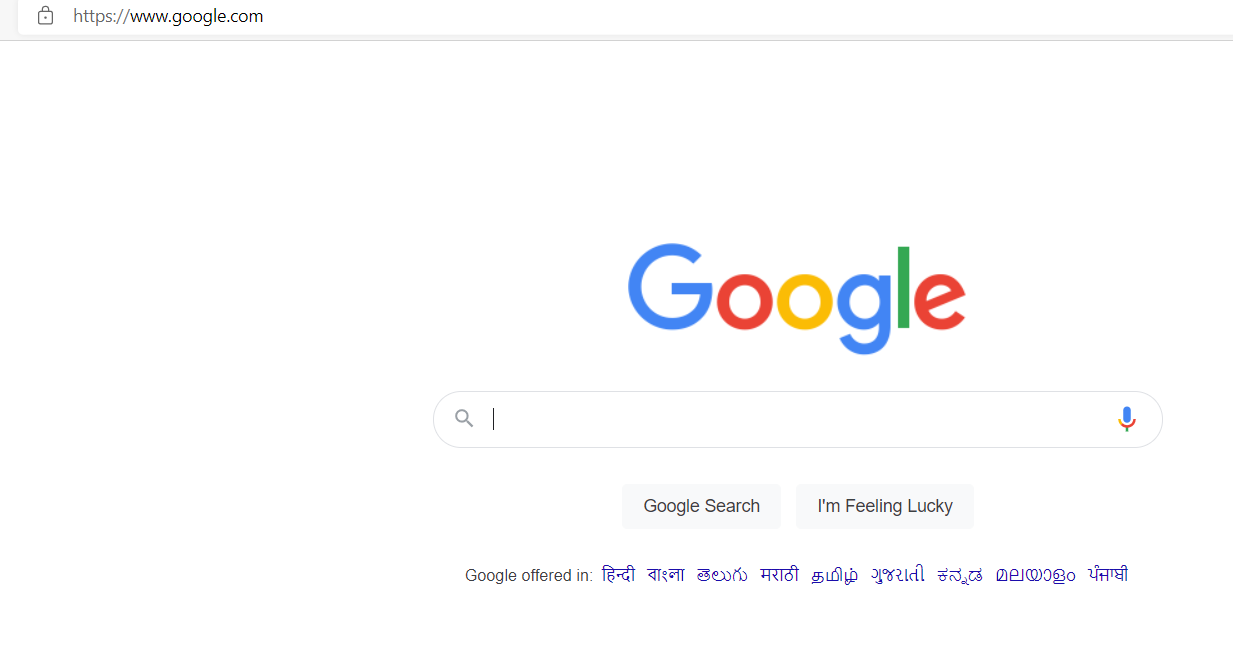 https://www.google.com
Google
Google Search I'm Feeling Lucky
Google offered in: हिन्दी বাংলা తెలుగు मराठी தமிழ் ગુજરાતી ಕನ್ನಡ മലയാളം ਪੰਜਾਬੀ